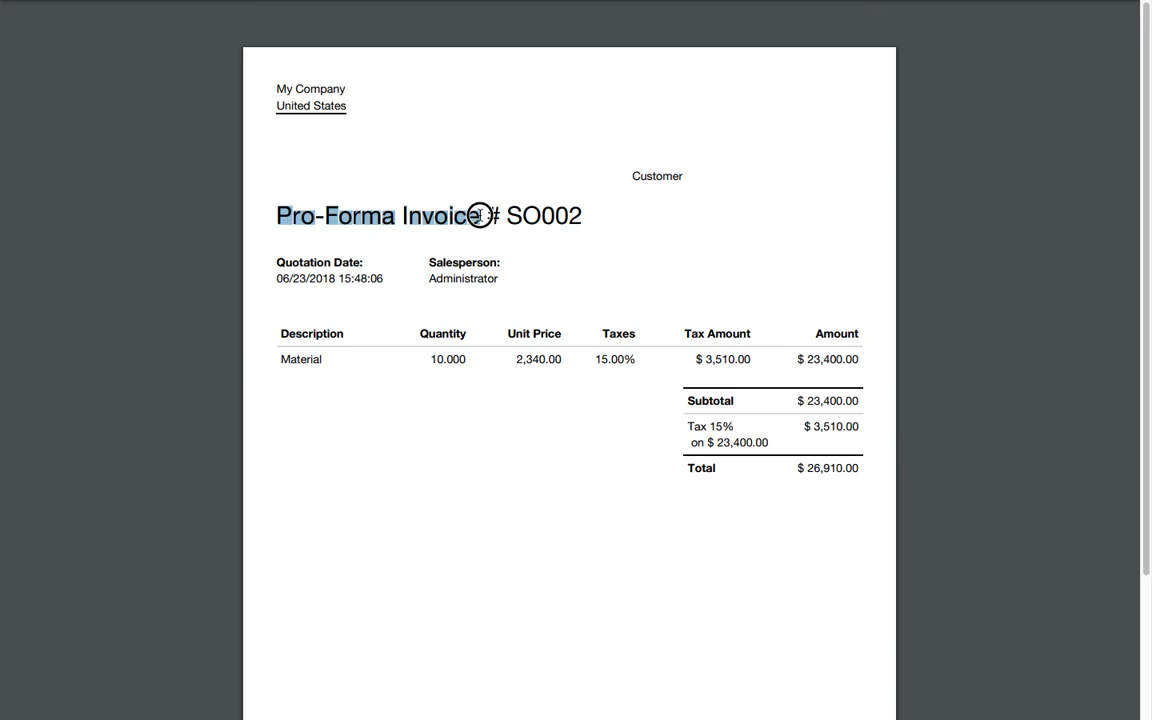 My Company
United States
Customer
Pro-Forma Invoice # SO002
Quotation Date: Salesperson:
06/23/2018 15:48:06 Administrator
Description Quantity Unit Price Taxes Tax Amount Amount
Material 10.000 2,340.00 15.00% $ 3,510.00 $ 23,400.00
Subtotal $ 23,400.00
Tax 15% $ 3,510.00
on $ 23,400.00
Total $ 26,910.00